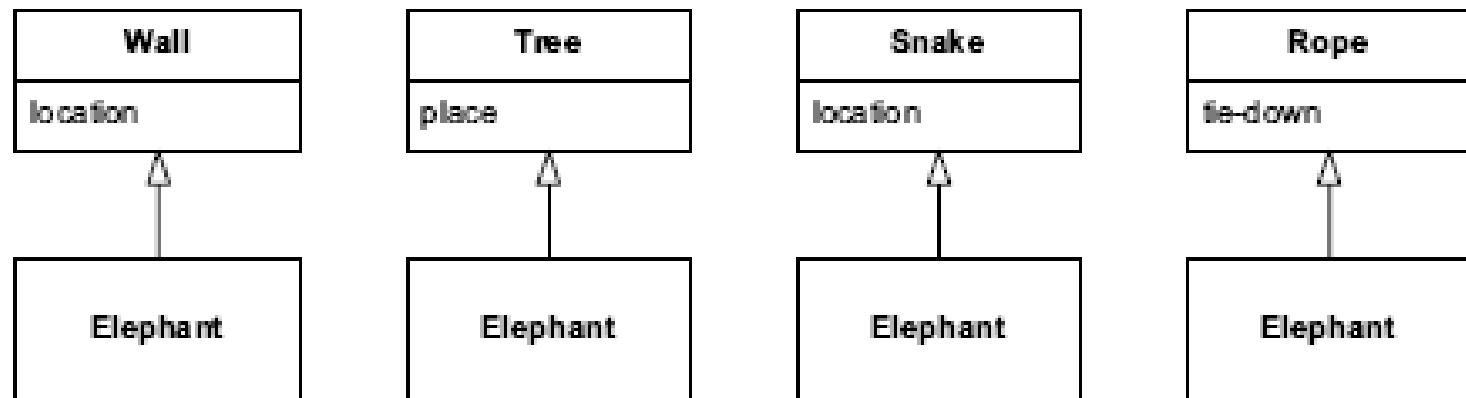 Wall
location
Elephant
Tree
place
Elephant
Snake
location
Elephant
Rope
tie-down
Elephant